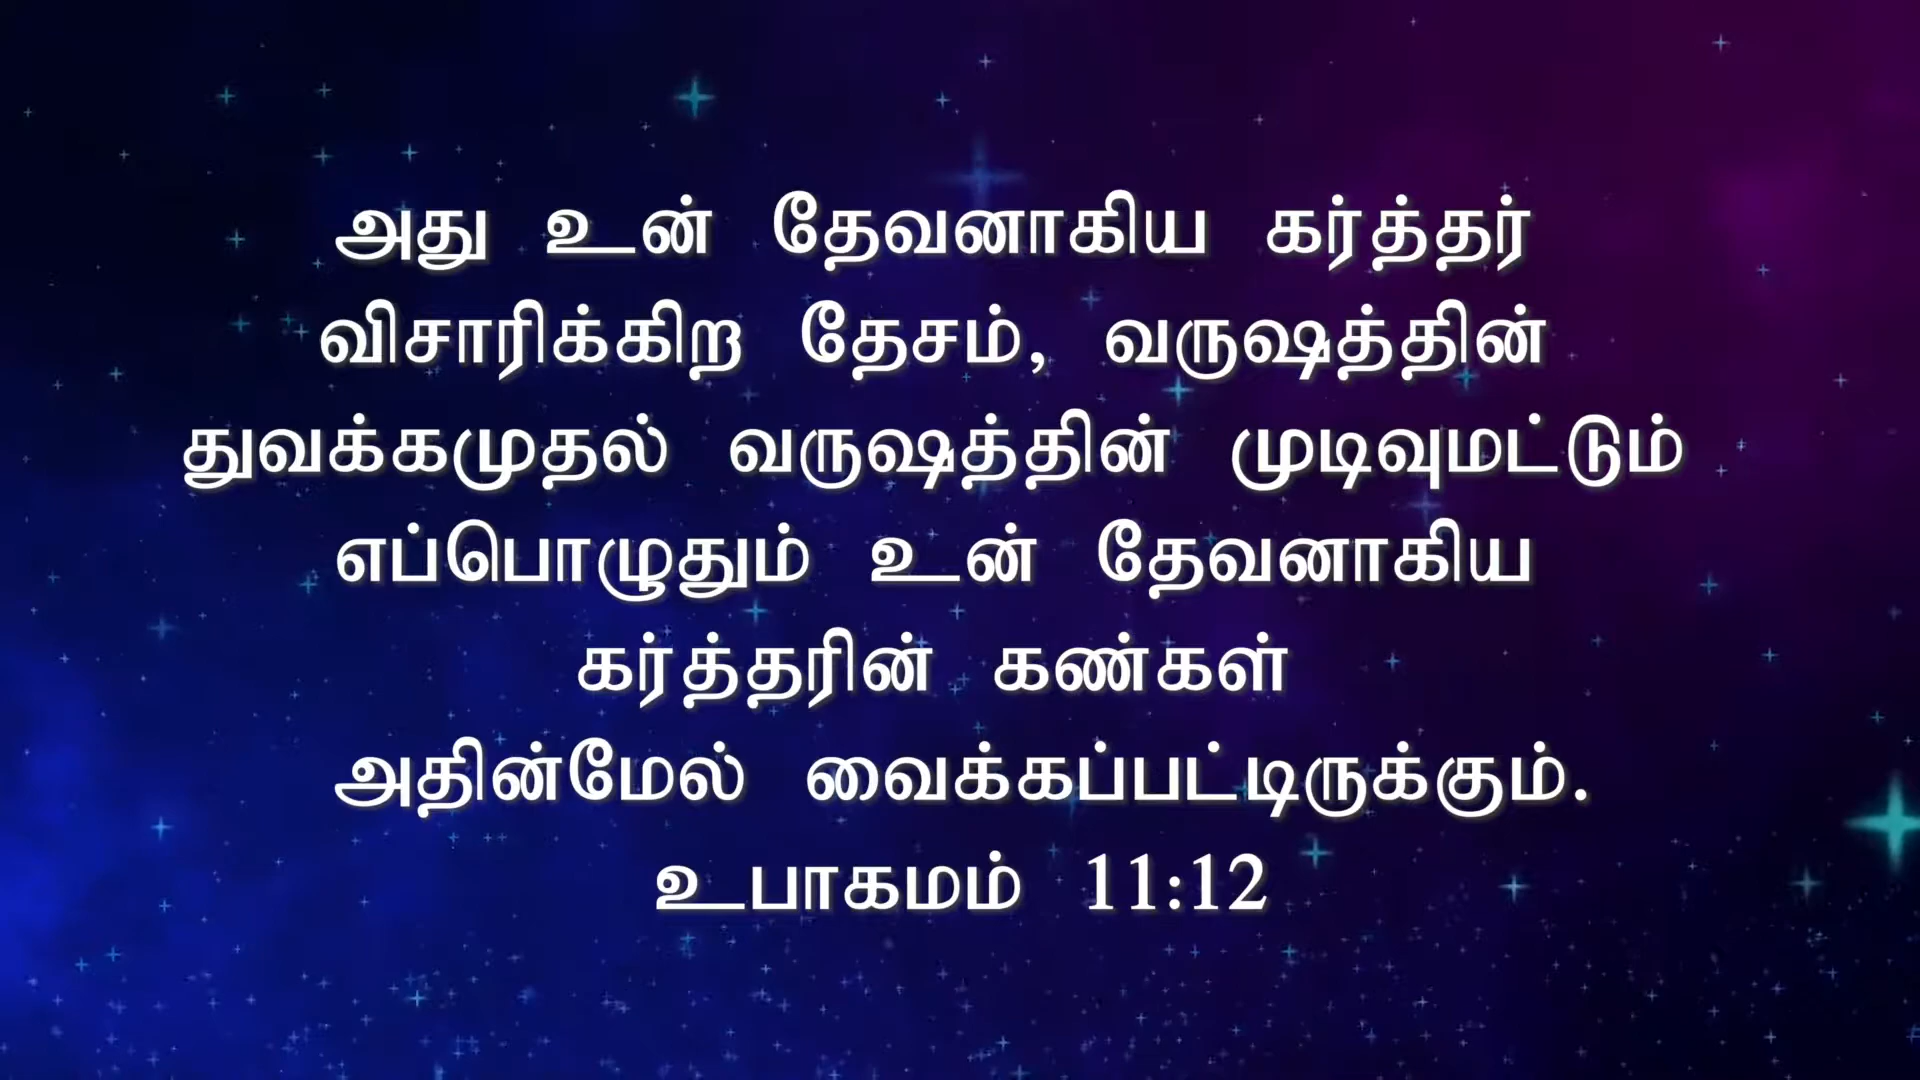 அது உன் தேவனாகிய கர்த்தர்
விசாரிக்கிற தேசம், வருஷத்தின்
துவக்கமுதல் வருஷத்தின் முடிவுமட்டும்
எப்பொழுதும் உன் தேவனாகிய
கர்த்தரின் கண்கள்
அதின்மேல் வைக்கப்பட்டிருக்கும்.
உபாகமம் 11:12